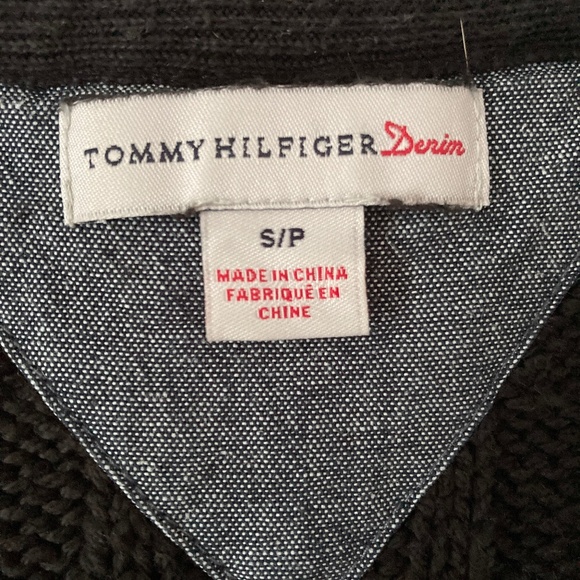 TOMMY HILFIGER Denim
S/P
MADE IN CHINA
FABRIQUÉ EN
CHINE